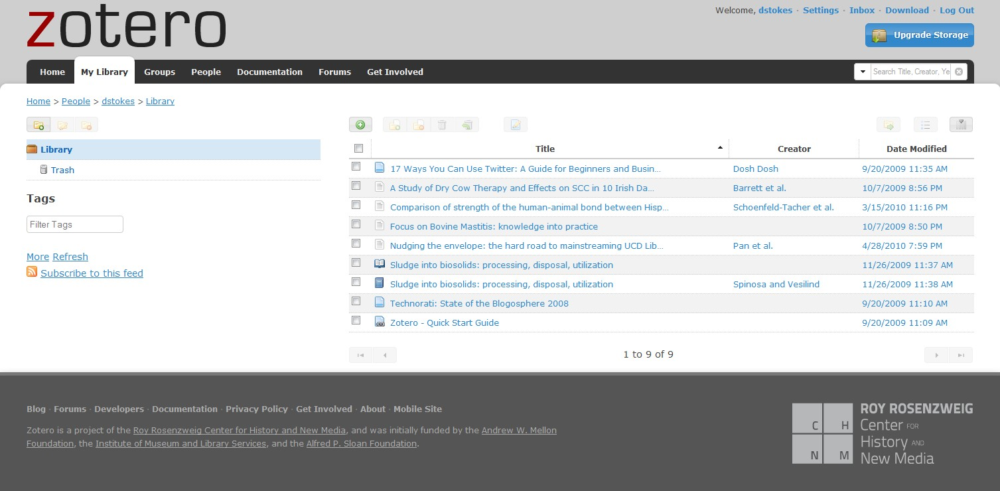 zotero
Welcome, dstokes · Settings · Inbox · Download · Log Out
Upgrade Storage
Home My Library Groups People Documentation Forums Get Involved
Search Title, Creator, Ye
Home > People > dstokes > Library
Library
Trash
Tags
Filter Tags
More Refresh
Subscribe to this feed
Title Creator Date Modified
17 Ways You Can Use Twitter: A Guide for Beginners and Busin... Dosh Dosh 9/20/2009 11:35 AM
A Study of Dry Cow Therapy and Effects on SCC in 10 Irish Da... Barrett et al. 10/7/2009 8:56 PM
Comparison of strength of the human-animal bond between Hisp... Schoenfeld-Tacher et al. 3/15/2010 11:16 PM
Focus on Bovine Mastitis: knowledge into practice 10/7/2009 8:50 PM
Nudging the envelope: the hard road to mainstreaming UCD Lib... Pan et al. 4/28/2010 7:59 PM
Sludge into biosolids: processing, disposal, utilization 11/26/2009 11:37 AM
Sludge into biosolids: processing, disposal, utilization Spinosa and Vesilind 11/26/2009 11:38 AM
Technorati: State of the Blogosphere 2008 9/20/2009 11:10 AM
Zotero - Quick Start Guide 9/20/2009 11:09 AM
1 to 9 of 9
Blog · Forums · Developers · Documentation · Privacy Policy · Get Involved · About · Mobile Site
Zotero is a project of the Roy Rosenzweig Center for History and New Media, and was initially funded by the Andrew W. Mellon
Foundation, the Institute of Museum and Library Services, and the Alfred P. Sloan Foundation.
C H
N M
ROY ROSENZWEIG
Center FOR
History AND
New Media